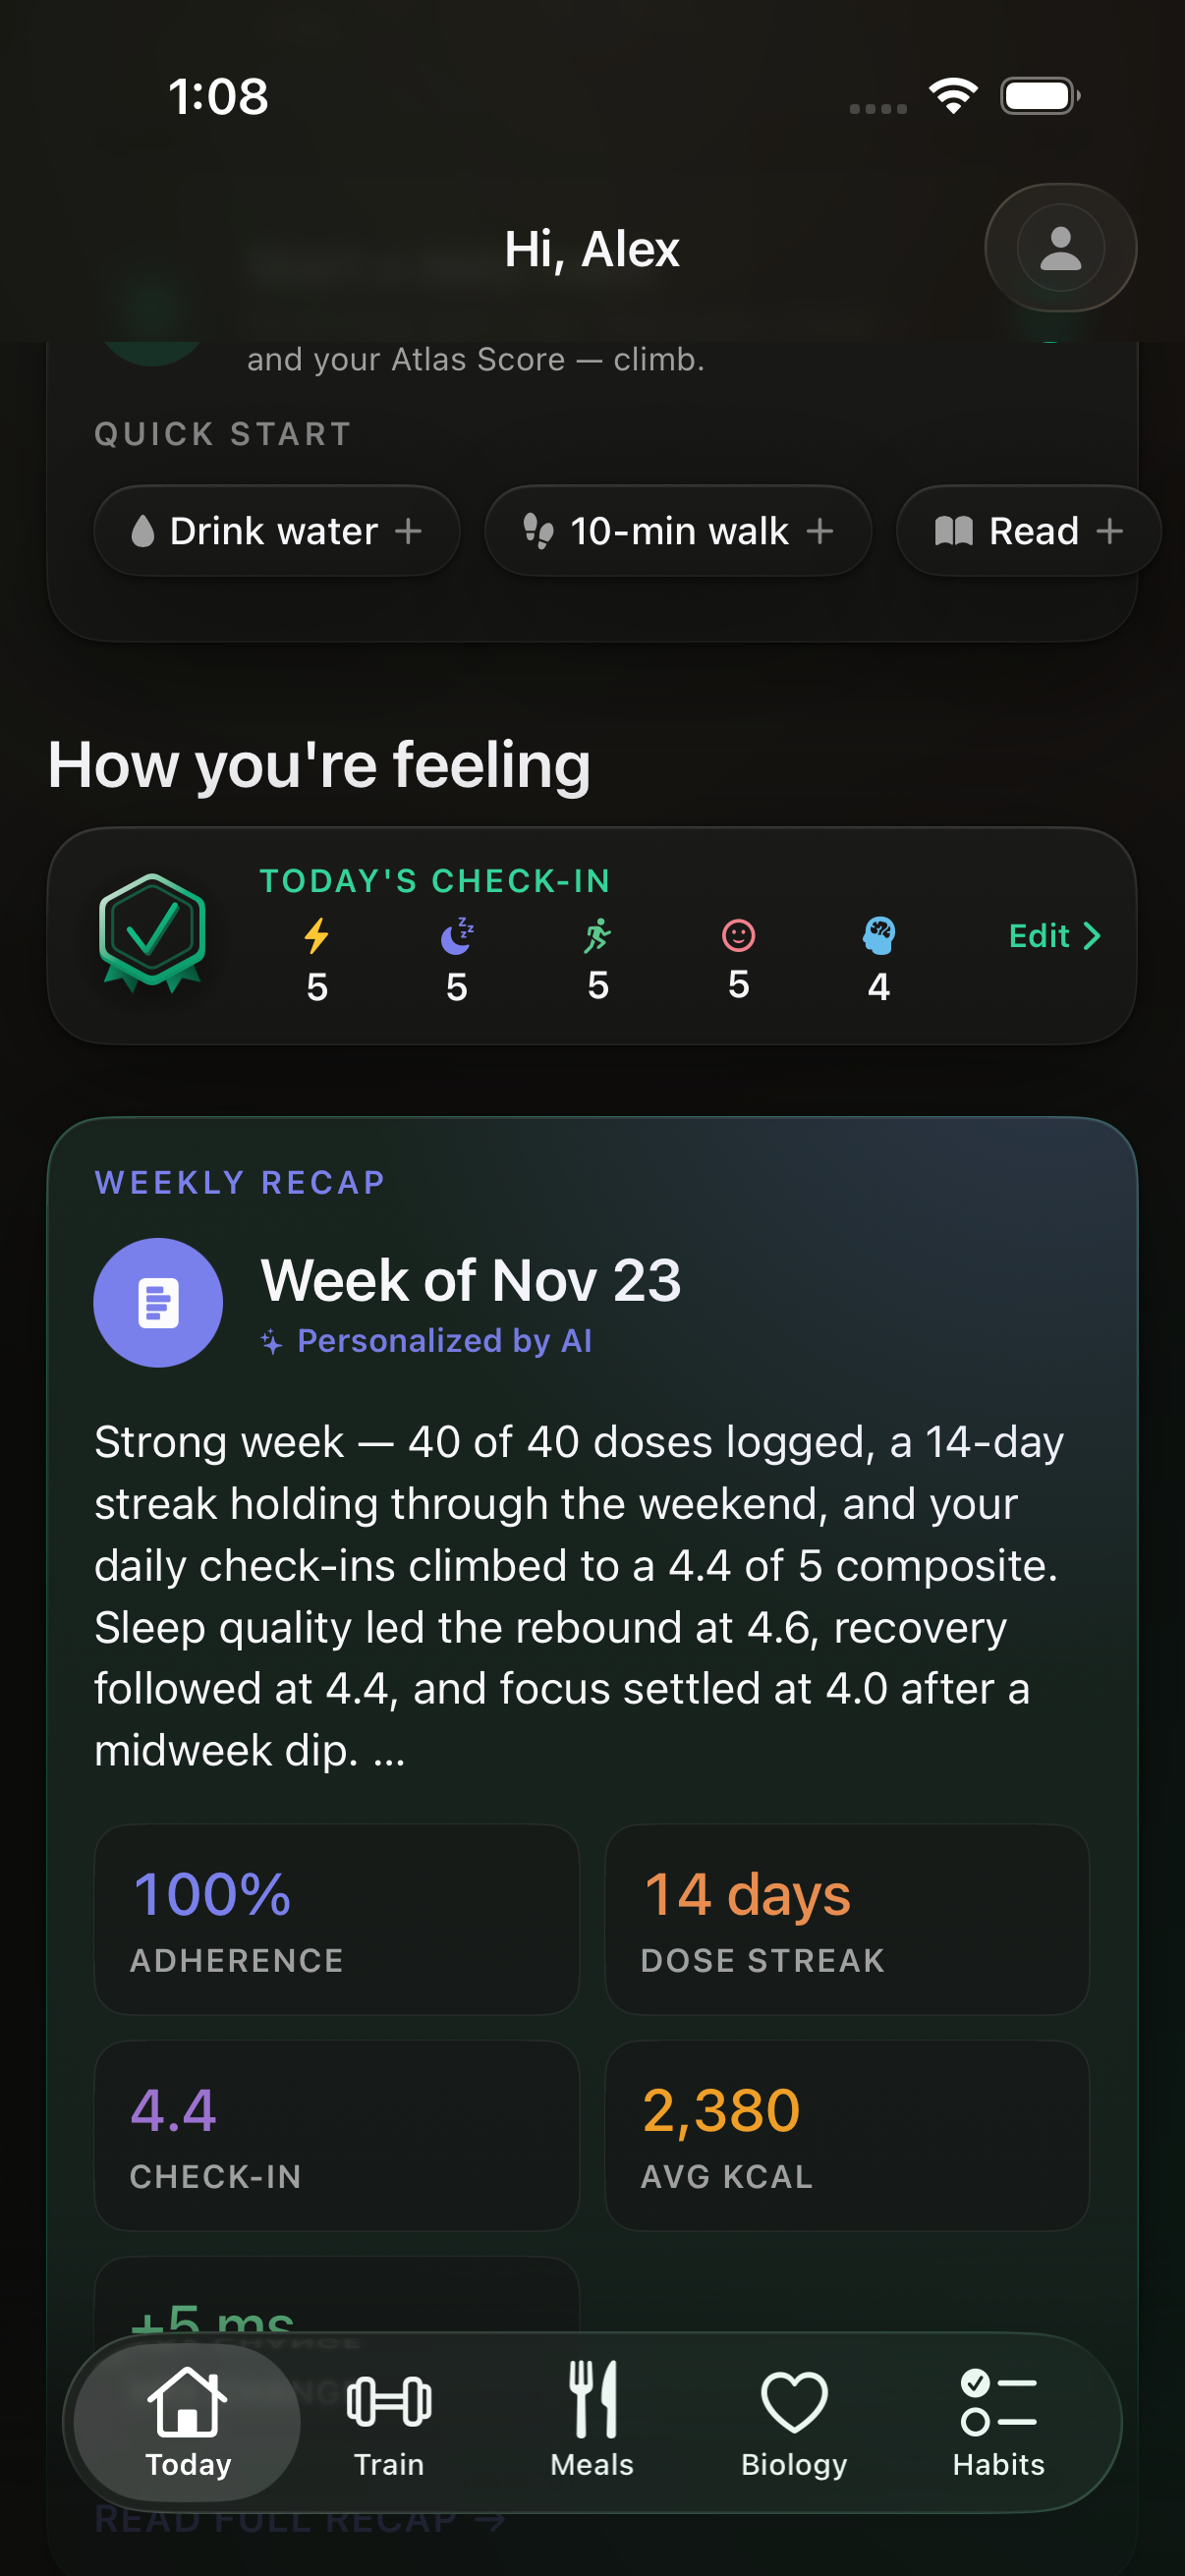 1:08
Hi, Alex
and your Atlas Score — climb.
QUICK START
Drink water +
10-min walk +
Read +
How you're feeling
TODAY'S CHECK-IN
5 5 5 5 4
Edit
WEEKLY RECAP
Week of Nov 23
Personalized by AI
Strong week — 40 of 40 doses logged, a 14-day
streak holding through the weekend, and your
daily check-ins climbed to a 4.4 of 5 composite.
Sleep quality led the rebound at 4.6, recovery
followed at 4.4, and focus settled at 4.0 after a
midweek dip. ...
100%
ADHERENCE
14 days
DOSE STREAK
4.4
CHECK-IN
2,380
AVG KCAL
+5 ms
Today
Train
Meals
Biology
Habits
READ FULL RECAP →